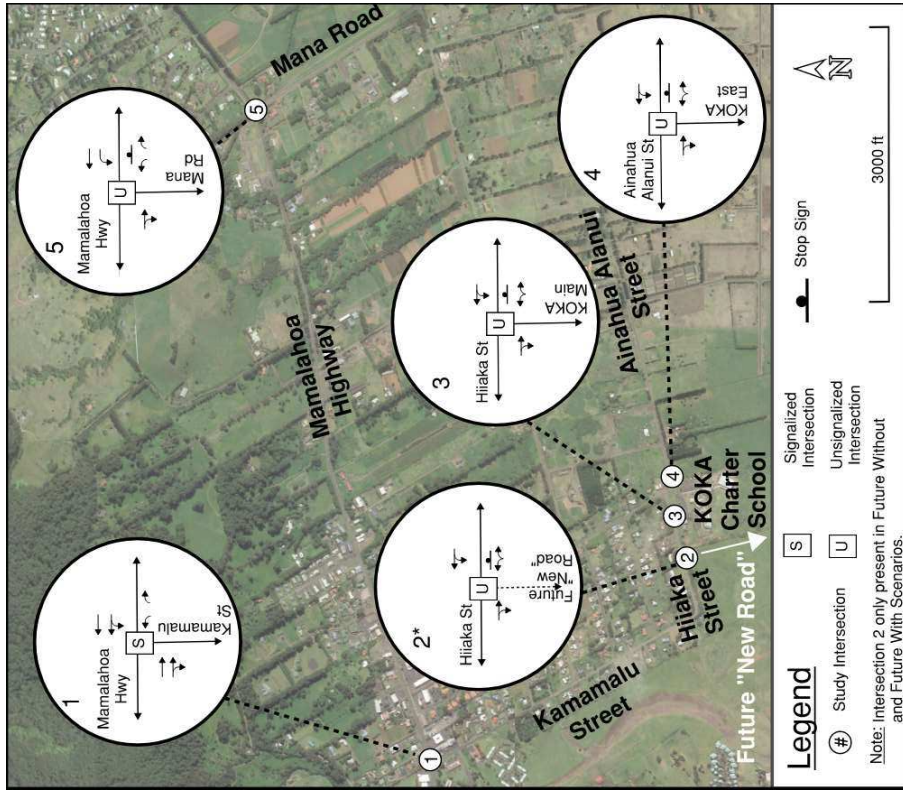 1
Mamalahoa
Hwy
S
Kamamalu
St
2*
Hiiaka St
U
Future
"New
Road"
3
Hiiaka St
U
KOKA
Main
4
Ainahua
Alanui St
U
KOKA
East
5
Mamalahoa
Hwy
U
Mana
Rd
1
2
3
4
5
Mana Road
Mamalahoa
Highway
Ainahua Alanui
Street
Kamamalu
Street
Hiiaka
Street
KOKA
Charter
School
Future "New Road"
Legend
# Study Intersection
S Signalized
Intersection
U Unsignalized
Intersection
Stop Sign
N
3000 ft
Note: Intersection 2 only present in Future Without
and Future With Scenarios.